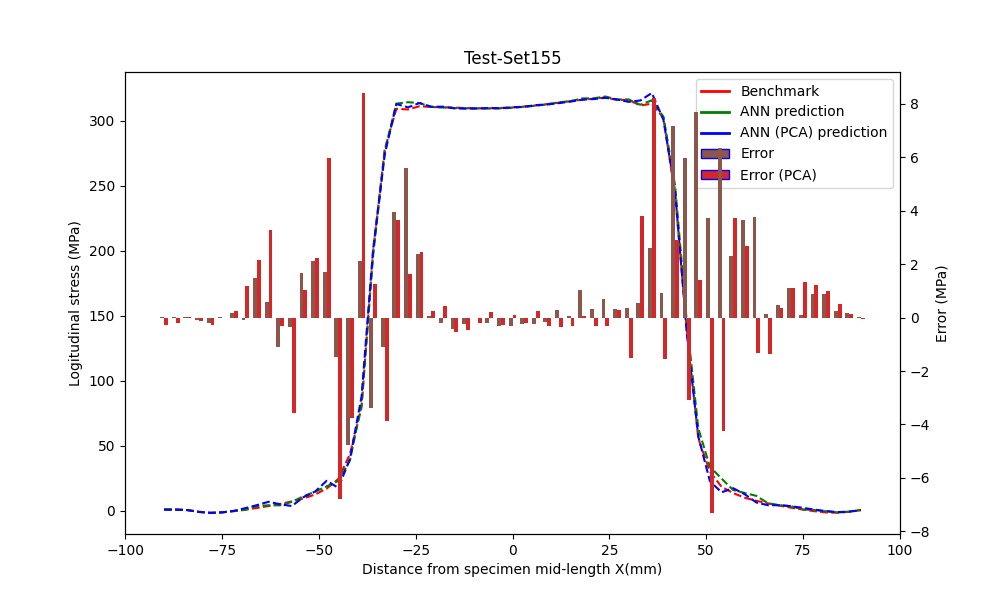 Test-Set155
Benchmark
ANN prediction
ANN (PCA) prediction
Error
Error (PCA)
Logitudinal stress (MPa)
300
250
200
150
100
50
0
8
6
4
2
0
−2
−4
−6
−8
Error (MPa)
−100 −75 −50 −25 0 25 50 75 100
Distance from specimen mid-length X(mm)